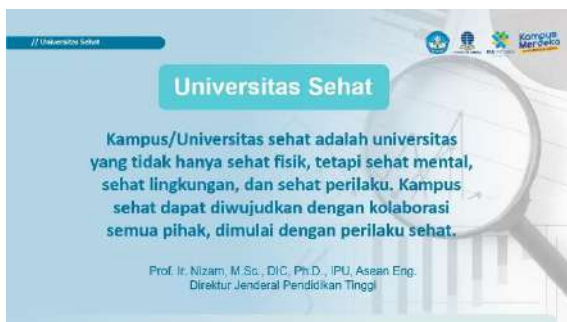 // Universitas Sehat
Kampus
Merdeka
Universitas Sehat
Kampus/Universitas sehat adalah universitas
yang tidak hanya sehat fisik, tetapi sehat mental,
sehat lingkungan, dan sehat perilaku. Kampus
sehat dapat diwujudkan dengan kolaborasi
semua pihak, dimulai dengan perilaku sehat.
Prof. Ir. Nizam, M.Sc., DIC, Ph.D., IPU, Asean Eng.
Direktur Jenderal Pendidikan Tinggi